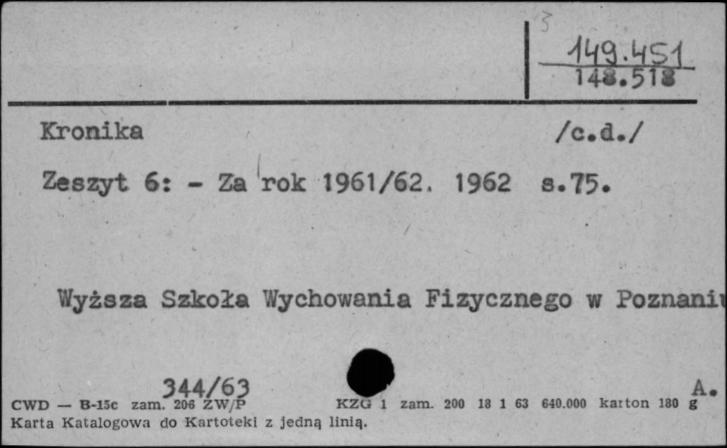 3
149.451
148.518
Kronika /c.d./
Zeszyt 6: - Za rok 1961/62. 1962 s.75.
Wyższa Szkoła Wychowania Fizycznego w Poznaniu
344/63 A.
CWD — B-15c zam. 206 ZW/P KZG 1 zam. 200 18 1 63 640.000 karton 180 g
Karta Katalogowa do Kartoteki z jedną linią.